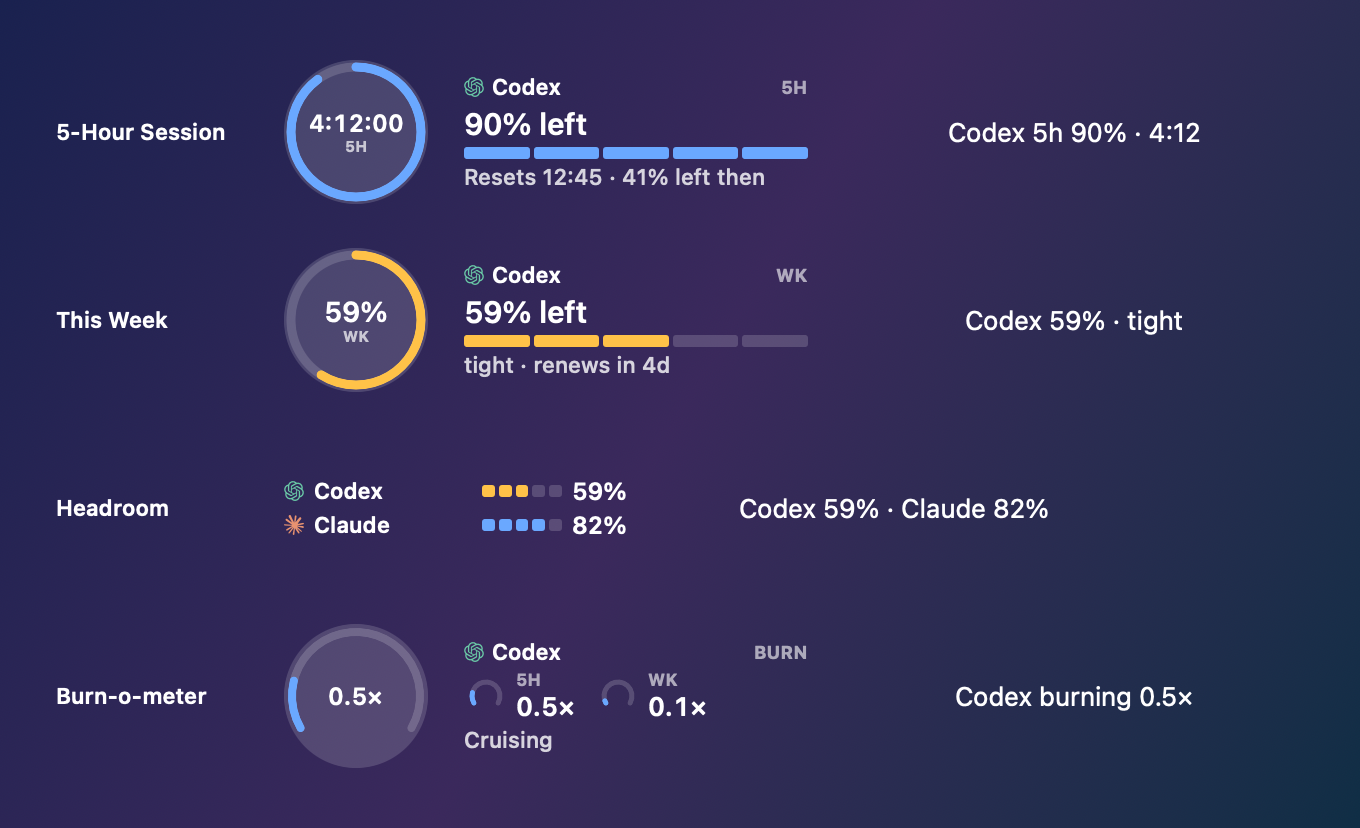 5-Hour Session
4:12:00
5H
Codex
5H
90% left
Resets 12:45 · 41% left then
Codex 5h 90% · 4:12
This Week
59%
WK
Codex
WK
59% left
tight · renews in 4d
Codex 59% · tight
Headroom
Codex
59%
Claude
82%
Codex 59% · Claude 82%
Burn-o-meter
0.5×
Codex
BURN
5H
0.5×
WK
0.1×
Cruising
Codex burning 0.5×